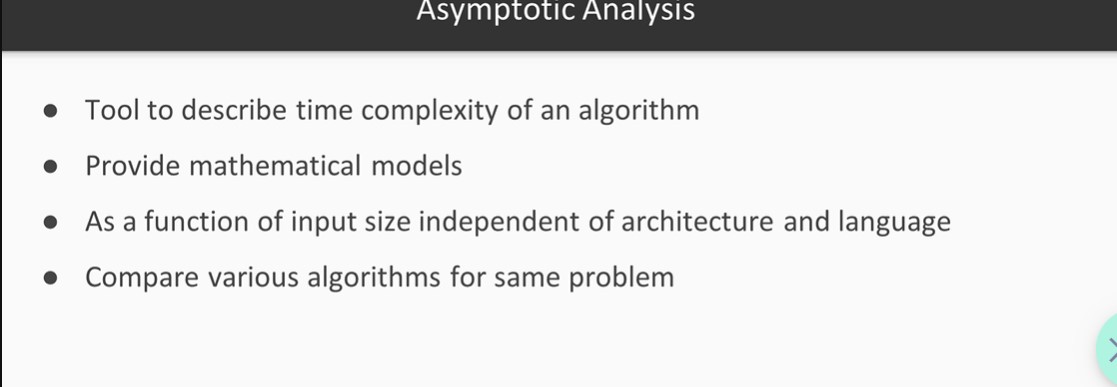 Asymptotic Analysis
● Tool to describe time complexity of an algorithm
● Provide mathematical models
● As a function of input size independent of architecture and language
● Compare various algorithms for same problem